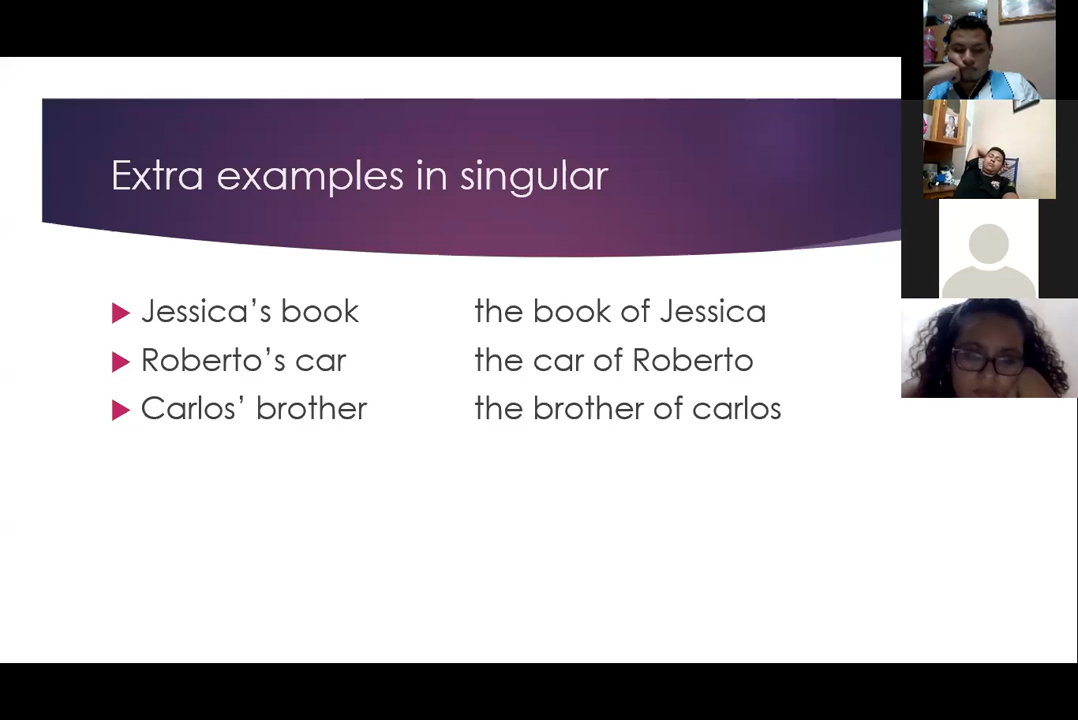 Extra examples in singular
Jessica’s book the book of Jessica
Roberto’s car the car of Roberto
Carlos’ brother the brother of carlos